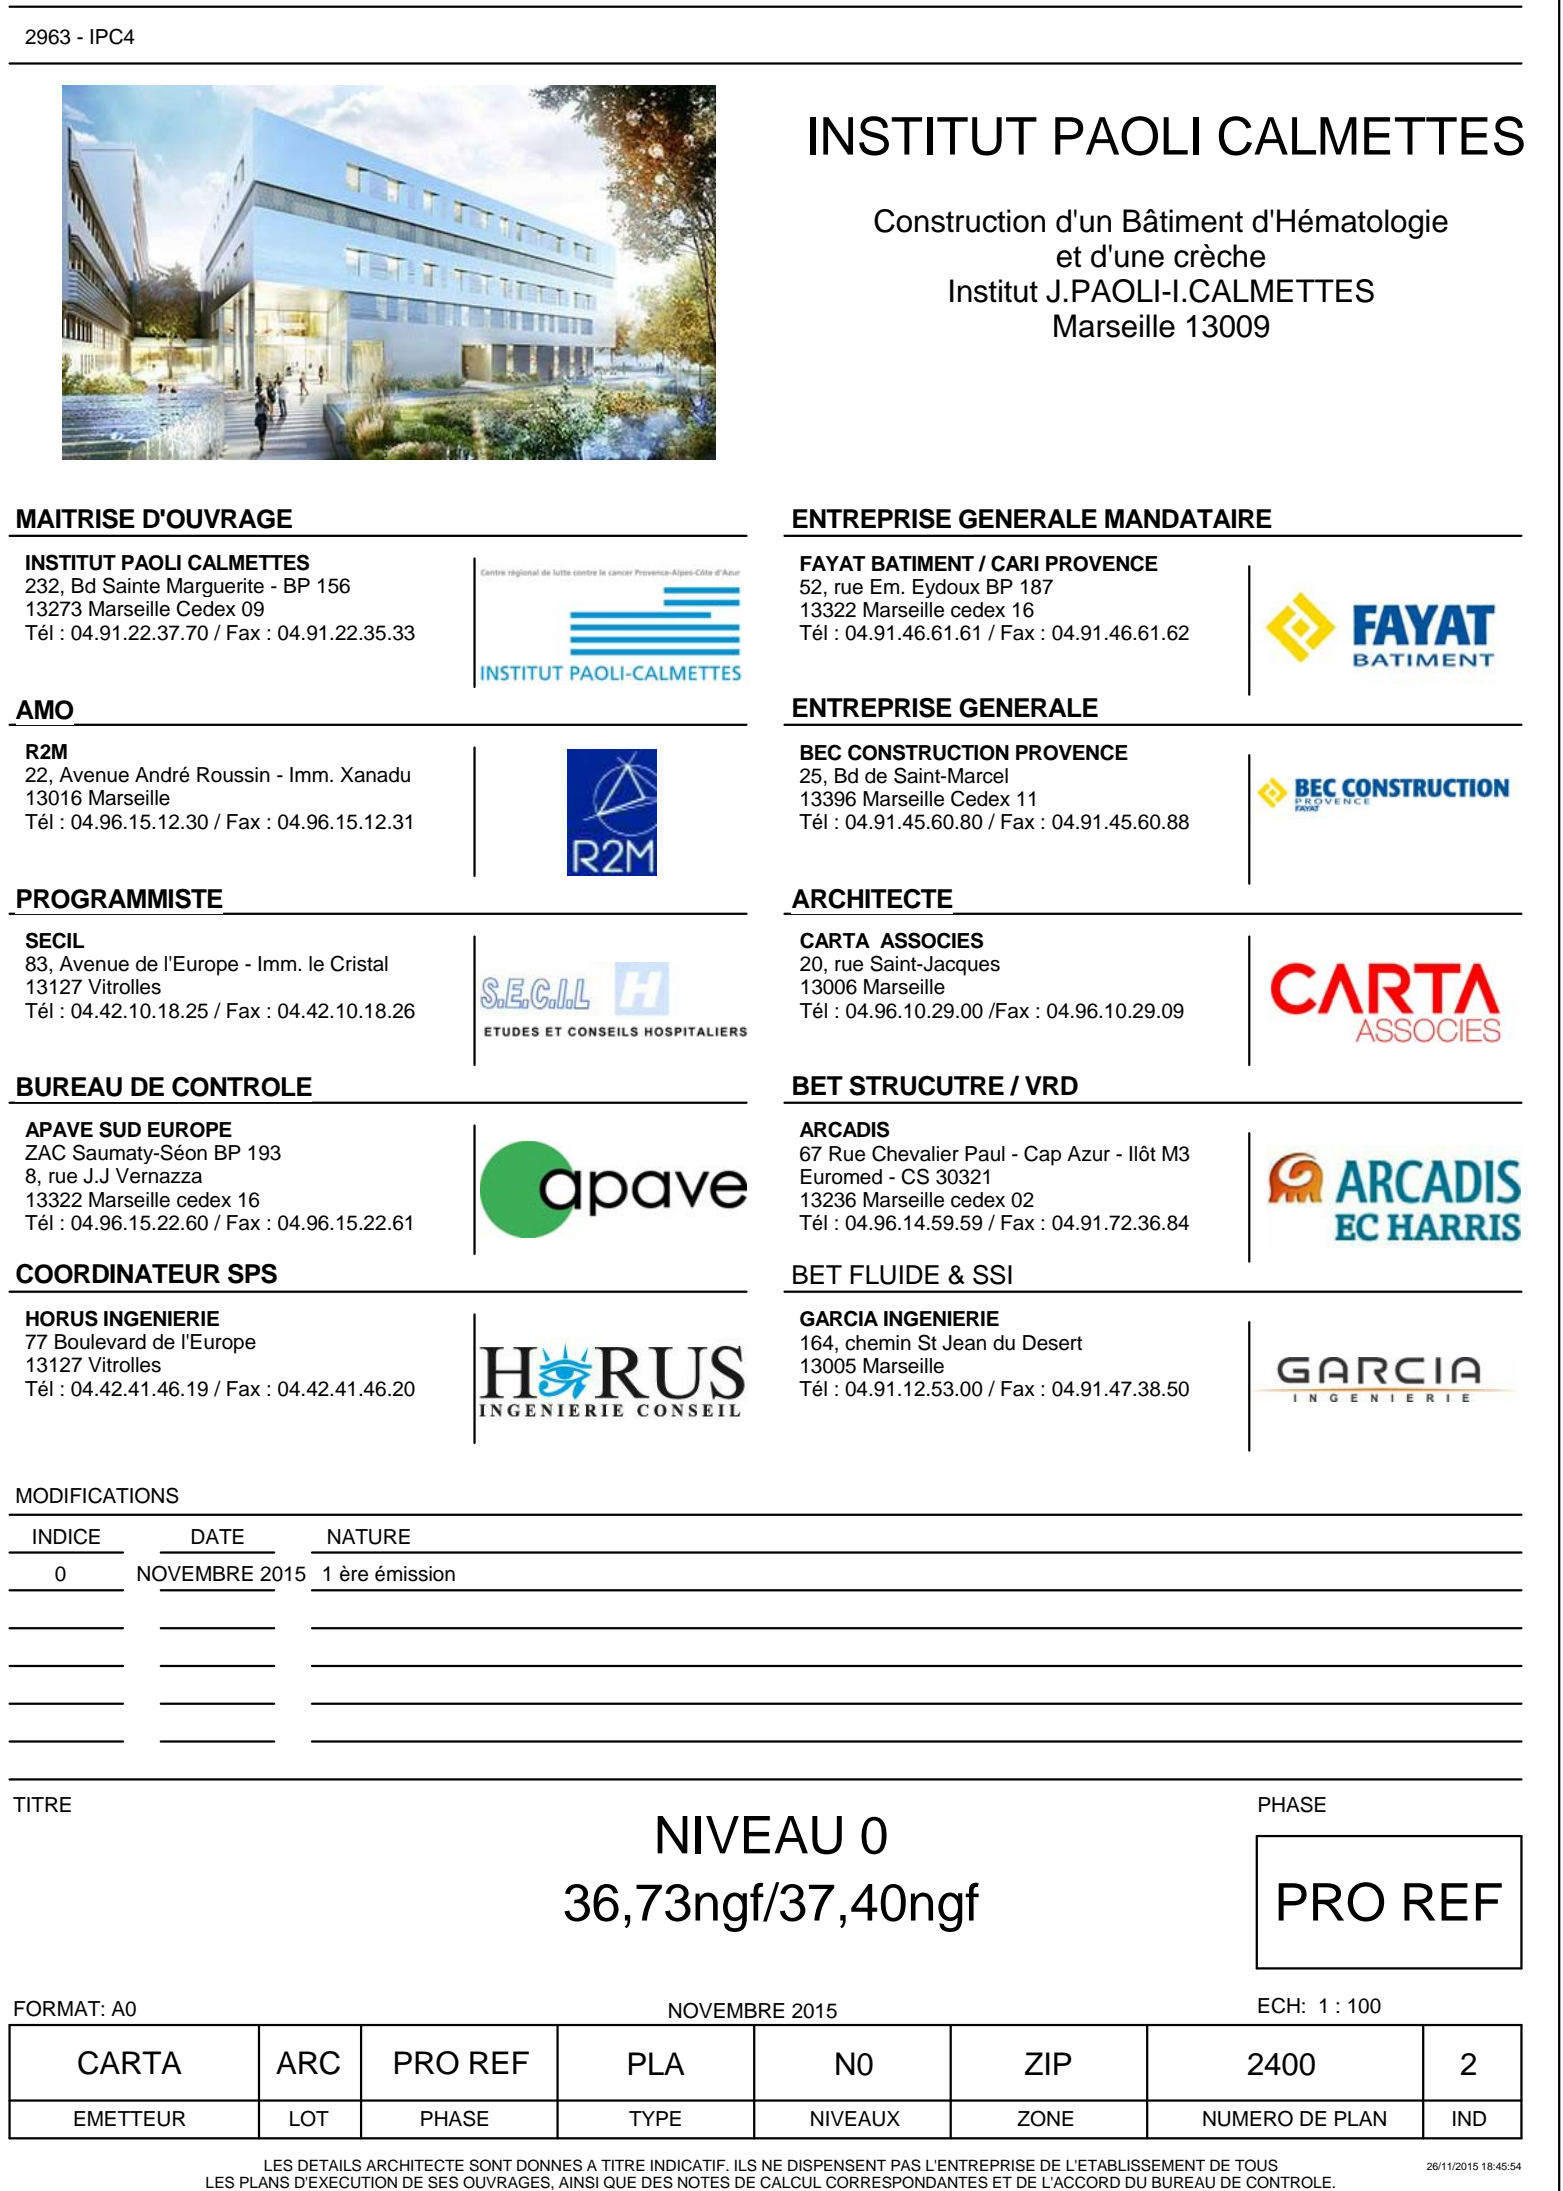 2963 - IPC4
INSTITUT PAOLI CALMETTES
Construction d'un Bâtiment d'Hématologie
et d'une crèche
Institut J.PAOLI-I.CALMETTES
Marseille 13009
MAITRISE D'OUVRAGE
INSTITUT PAOLI CALMETTES
232, Bd Sainte Marguerite - BP 156
13273 Marseille Cedex 09
Tél : 04.91.22.37.70 / Fax : 04.91.22.35.33
Centre régional de lutte contre le cancer Provence-Alpes-Côte d'Azur
INSTITUT PAOLI-CALMETTES
ENTREPRISE GENERALE MANDATAIRE
FAYAT BATIMENT / CARI PROVENCE
52, rue Em. Eydoux BP 187
13322 Marseille cedex 16
Tél : 04.91.46.61.61 / Fax : 04.91.46.61.62
FAYAT
BATIMENT
AMO
R2M
22, Avenue André Roussin - Imm. Xanadu
13016 Marseille
Tél : 04.96.15.12.30 / Fax : 04.96.15.12.31
R2M
ENTREPRISE GENERALE
BEC CONSTRUCTION PROVENCE
25, Bd de Saint-Marcel
13396 Marseille Cedex 11
Tél : 04.91.45.60.80 / Fax : 04.91.45.60.88
BEC CONSTRUCTION
PROVENCE
FAYAT
PROGRAMMISTE
SECIL
83, Avenue de l'Europe - Imm. le Cristal
13127 Vitrolles
Tél : 04.42.10.18.25 / Fax : 04.42.10.18.26
S.E.C.I.L H
ETUDES ET CONSEILS HOSPITALIERS
ARCHITECTE
CARTA ASSOCIES
20, rue Saint-Jacques
13006 Marseille
Tél : 04.96.10.29.00 /Fax : 04.96.10.29.09
CARTA
ASSOCIES
BUREAU DE CONTROLE
APAVE SUD EUROPE
ZAC Saumaty-Séon BP 193
8, rue J.J Vernazza
13322 Marseille cedex 16
Tél : 04.96.15.22.60 / Fax : 04.96.15.22.61
apave
BET STRUCUTRE / VRD
ARCADIS
67 Rue Chevalier Paul - Cap Azur - Ilôt M3
Euromed - CS 30321
13236 Marseille cedex 02
Tél : 04.96.14.59.59 / Fax : 04.91.72.36.84
ARCADIS
EC HARRIS
COORDINATEUR SPS
HORUS INGENIERIE
77 Boulevard de l'Europe
13127 Vitrolles
Tél : 04.42.41.46.19 / Fax : 04.42.41.46.20
HORUS
INGENIERIE CONSEIL
BET FLUIDE & SSI
GARCIA INGENIERIE
164, chemin St Jean du Desert
13005 Marseille
Tél : 04.91.12.53.00 / Fax : 04.91.47.38.50
GARCIA
INGENIERIE
MODIFICATIONS
INDICE DATE NATURE
0 NOVEMBRE 2015 1 ère émission
TITRE
NIVEAU 0
36,73ngf/37,40ngf
PHASE
PRO REF
FORMAT: A0 NOVEMBRE 2015 ECH: 1 : 100
CARTA ARC PRO REF PLA N0 ZIP 2400 2
EMETTEUR LOT PHASE TYPE NIVEAUX ZONE NUMERO DE PLAN IND
LES DETAILS ARCHITECTE SONT DONNES A TITRE INDICATIF. ILS NE DISPENSENT PAS L'ENTREPRISE DE L'ETABLISSEMENT DE TOUS
LES PLANS D'EXECUTION DE SES OUVRAGES, AINSI QUE DES NOTES DE CALCUL CORRESPONDANTES ET DE L'ACCORD DU BUREAU DE CONTROLE.
26/11/2015 18:45:54